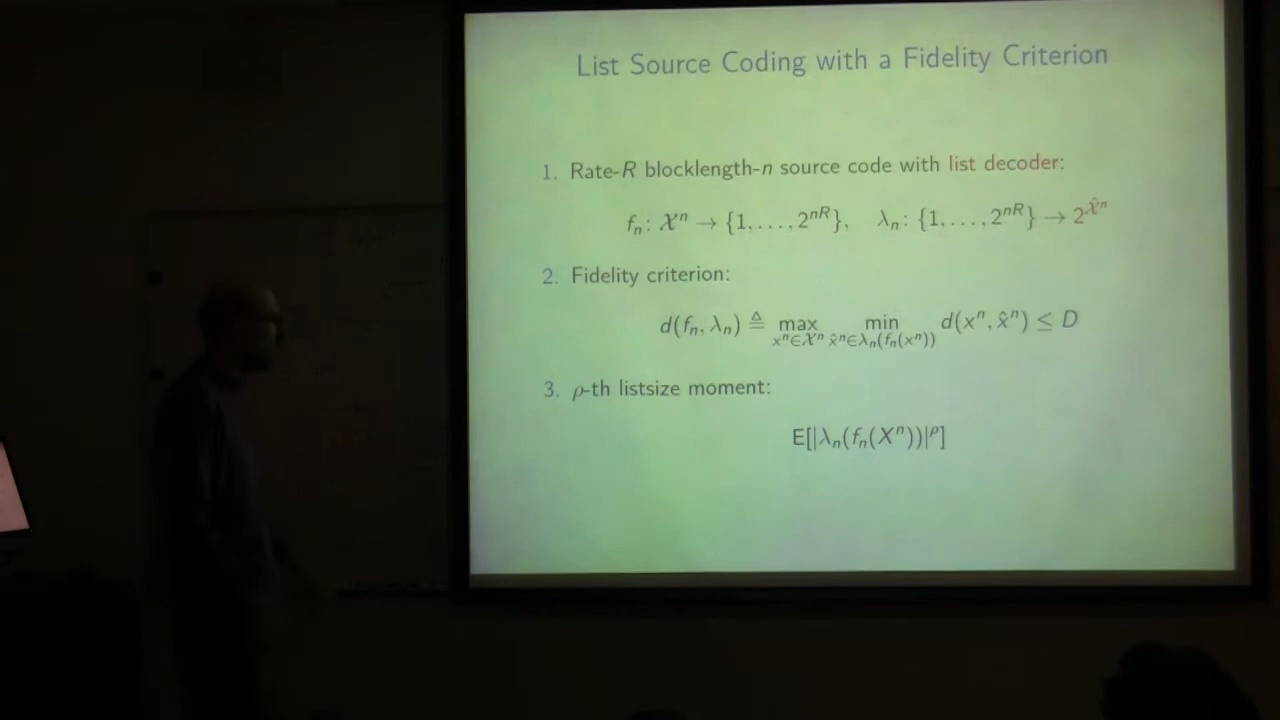 List Source Coding with a Fidelity Criterion
1. Rate-R blocklength-n source code with list decoder:
fₙ: 𝒳ⁿ → {1, . . . , 2ⁿᴿ}, λₙ: {1, . . . , 2ⁿᴿ} → 2^𝒳̂ⁿ
2. Fidelity criterion:
d(fₙ, λₙ) ≜ max min d(xⁿ, x̂ⁿ) ≤ D
xⁿ∈𝒳ⁿ x̂ⁿ∈λₙ(fₙ(xⁿ))
3. ρ-th listsize moment:
E[|λₙ(fₙ(Xⁿ))|^ρ]